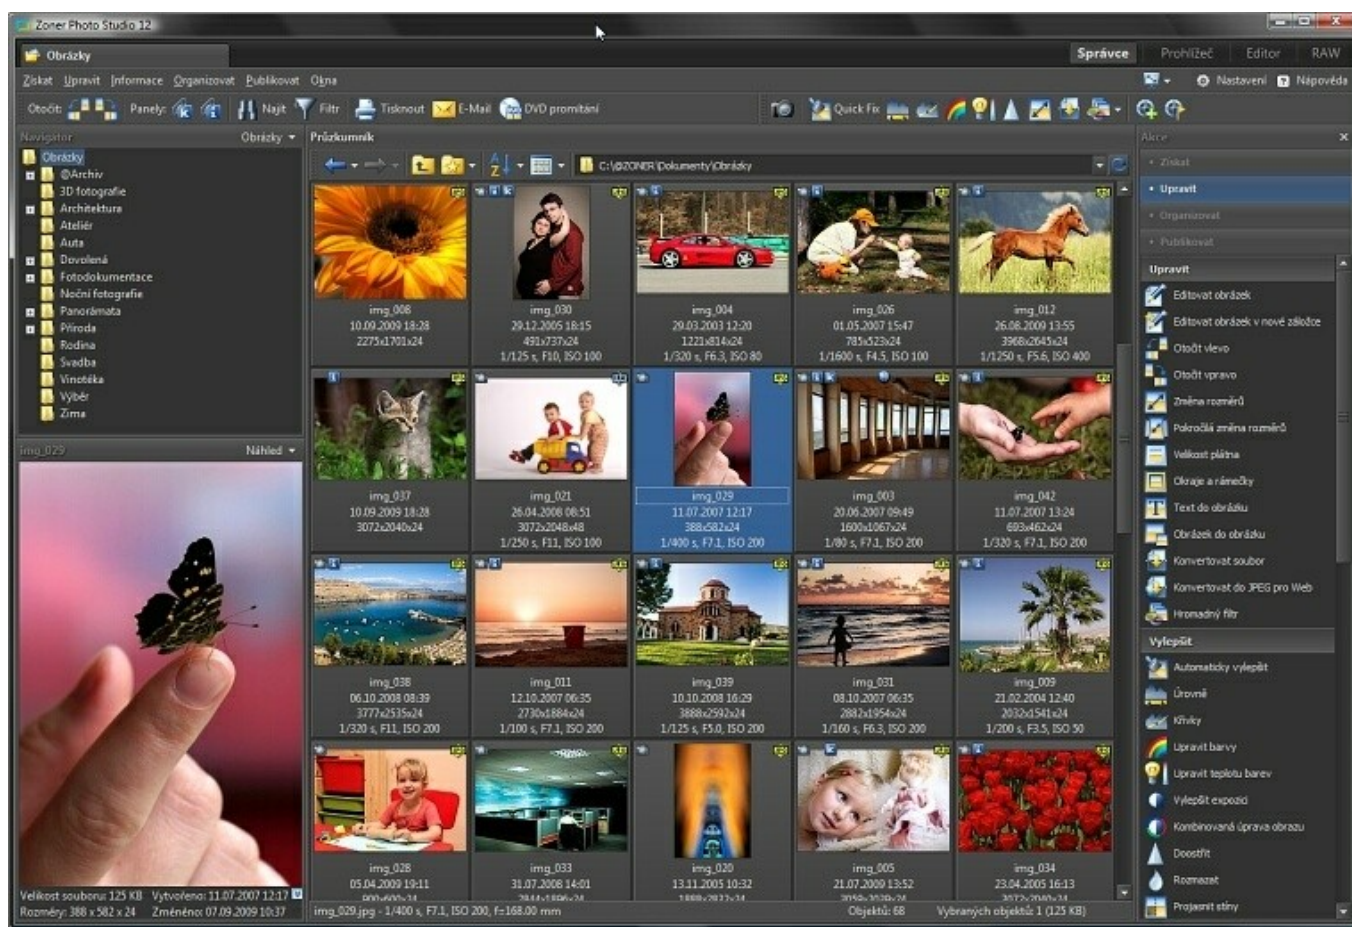 Zoner Photo Studio 12
Obrázky
Správce Prohlížeč Editor RAW
Získat Upravit Informace Organizovat Publikovat Okna
Nastavení Nápověda
Otočit: Panely: Najít Filtr Tisknout E-Mail DVD promítání Quick Fix
Navigátor Obrázky
Obrázky
@Archiv
3D fotografie
Architektura
Ateliér
Auta
Dovolená
Fotodokumentace
Noční fotografie
Panorámata
Příroda
Rodina
Svadba
Vinotéka
Výběr
Zima
img_029 Náhled
Velikost souboru: 125 KB Vytvořeno: 11.07.2007 12:17
Rozměry: 388 x 582 x 24 Změněno: 07.09.2009 10:37
Průzkumník
C:\@ZONER\Dokumenty\Obrázky
img_008
10.09.2009 18:28
2275x1701x24
img_030
29.12.2005 18:15
491x737x24
1/125 s, F10, ISO 100
img_004
29.03.2003 12:20
1221x814x24
1/320 s, F6.3, ISO 80
img_026
01.05.2007 15:47
785x523x24
1/1600 s, F4.5, ISO 100
img_012
26.08.2009 13:55
3968x2645x24
1/1250 s, F5.6, ISO 400
img_037
10.09.2009 18:28
3072x2040x24
img_021
26.04.2008 08:51
3072x2048x48
1/250 s, F11, ISO 100
img_029
11.07.2007 12:17
388x582x24
1/400 s, F7.1, ISO 200
img_003
20.06.2007 09:49
1600x1067x24
1/80 s, F7.1, ISO 200
img_042
11.07.2007 13:24
693x462x24
1/320 s, F7.1, ISO 200
img_038
06.10.2008 08:39
3777x2535x24
1/320 s, F11, ISO 200
img_011
12.10.2007 06:35
2730x1884x24
1/100 s, F7.1, ISO 200
img_039
10.10.2008 16:29
3888x2592x24
1/125 s, F5.0, ISO 200
img_031
08.10.2007 06:35
2882x1954x24
1/160 s, F6.3, ISO 200
img_009
21.02.2004 12:40
2032x1541x24
1/200 s, F3.5, ISO 50
img_028
05.04.2009 19:11
img_033
31.07.2008 14:01
img_020
13.11.2005 10:32
img_005
21.07.2009 13:52
img_034
23.04.2005 16:13
img_029.jpg - 1/400 s, F7.1, ISO 200, f=168.00 mm Objektů: 68 Vybraných objektů: 1 (125 KB)
Akce
Získat
Upravit
Organizovat
Publikovat
Upravit
Editovat obrázek
Editovat obrázek v nové záložce
Otočit vlevo
Otočit vpravo
Změna rozměrů
Pokročilá změna rozměrů
Velikost plátna
Okraje a rámečky
Text do obrázku
Obrázek do obrázku
Konvertovat soubor
Konvertovat do JPEG pro Web
Hromadný filtr
Vylepšit
Automaticky vylepšit
Úrovně
Křivky
Upravit barvy
Upravit teplotu barev
Vylepšit expozici
Kombinovaná úprava obrazu
Doostřit
Rozmazat
Projasnit stíny